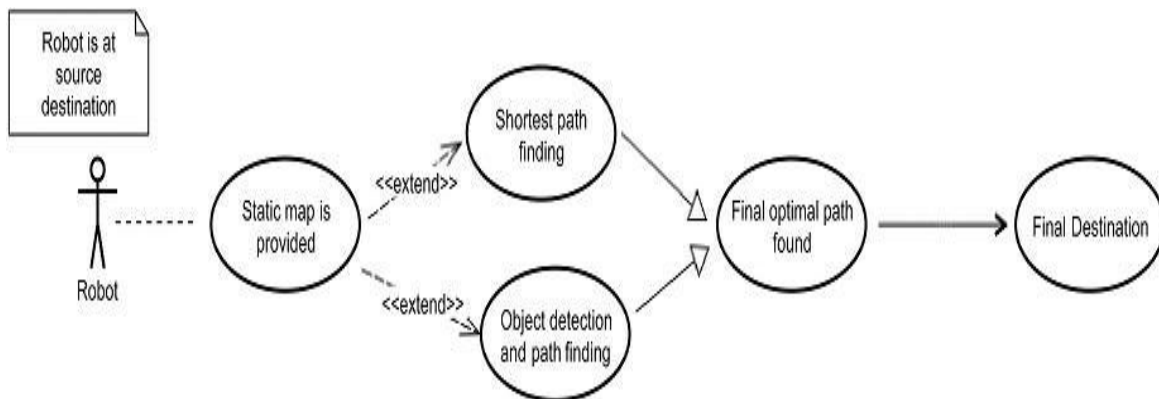 Robot is at
source
destination
Robot
Static map is
provided
<<extend>>
<<extend>>
Shortest path
finding
Object detection
and path finding
Final optimal path
found
Final Destination